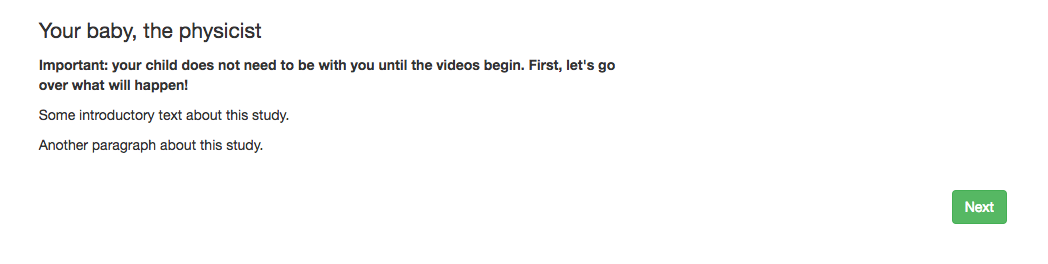 Your baby, the physicist
Important: your child does not need to be with you until the videos begin. First, let's go
over what will happen!
Some introductory text about this study.
Another paragraph about this study.
Next